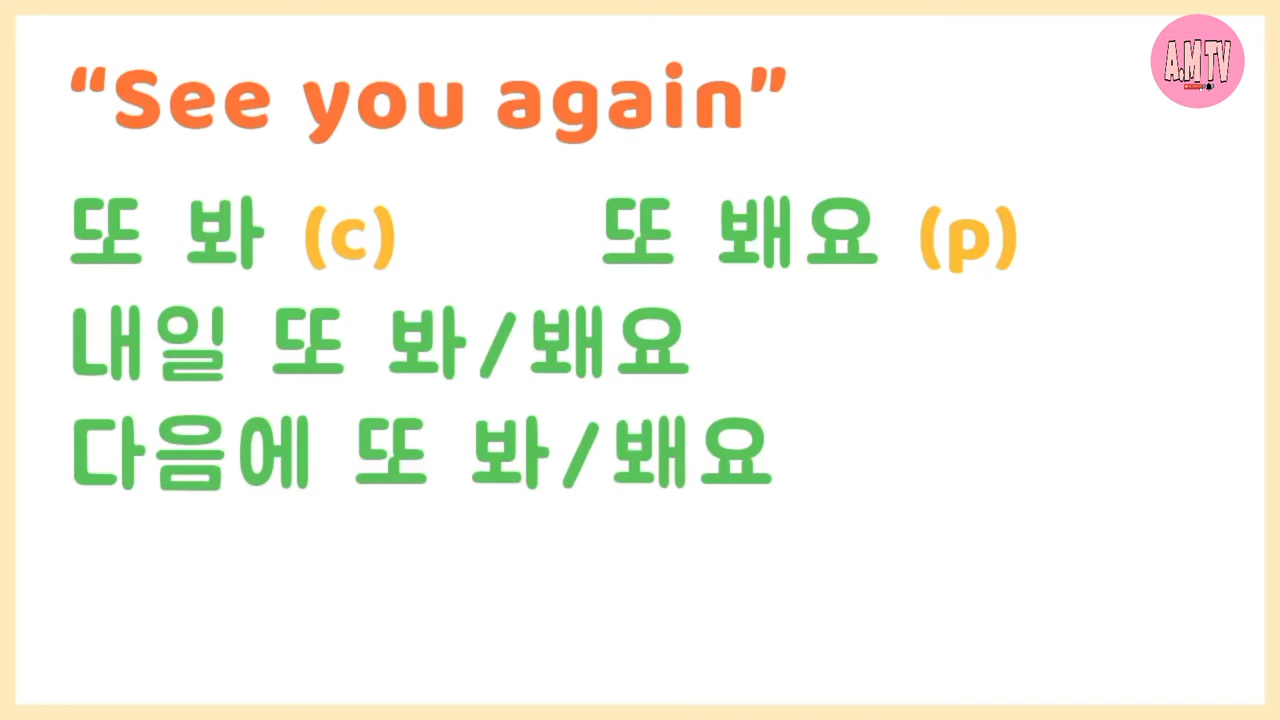 “See you again”
A.M TV
또 봐 (c) 또 봬요 (p)
내일 또 봐/봬요
다음에 또 봐/봬요